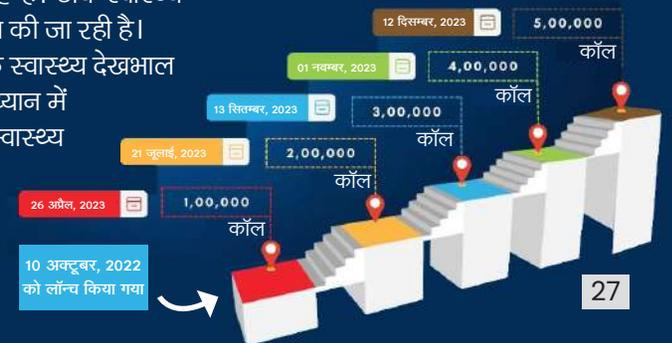 की जा रही है।
स्वास्थ्य देखभाल
में
12 दिसम्बर, 2023
5,00,000
कॉल
01 नवम्बर, 2023
4,00,000
कॉल
13 सितम्बर, 2023
3,00,000
कॉल
21 जूलाई, 2023
2,00,000
कॉल
26 अप्रैल, 2023
1,00,000
कॉल
10 अक्टूबर, 2022
को लॉन्च किया गया
27